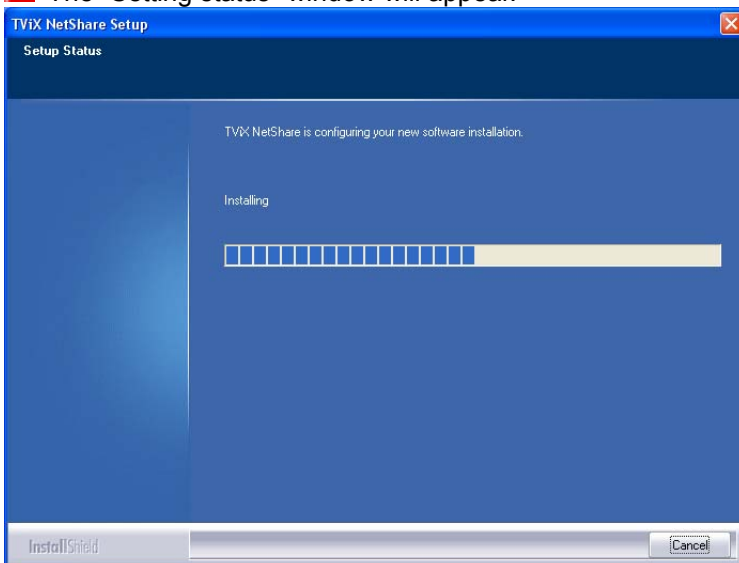 The "Setting status" window will appear.
TViX NetShare Setup
Setup Status
TViX NetShare is configuring your new software installation.
Installing
InstallShield
Cancel